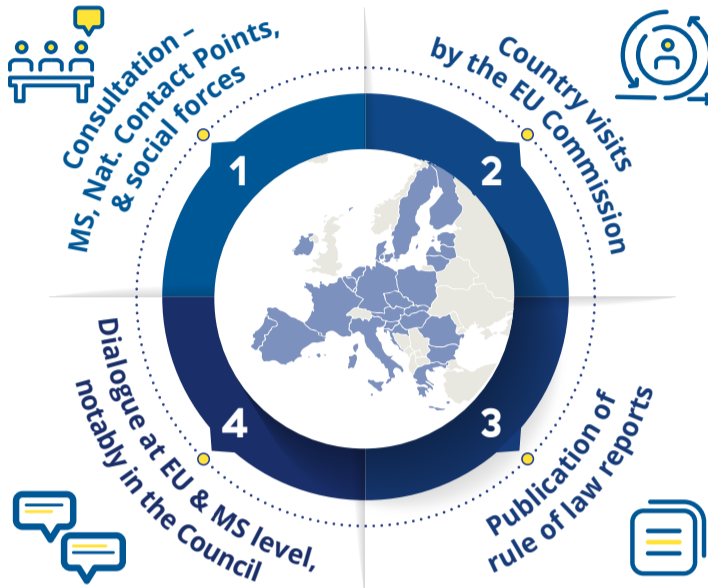 Consultation –
MS, Nat. Contact Points,
& social forces
1
Country visits
by the EU Commission
2
3
Publication of
rule of law reports
4
Dialogue at EU & MS level,
notably in the Council